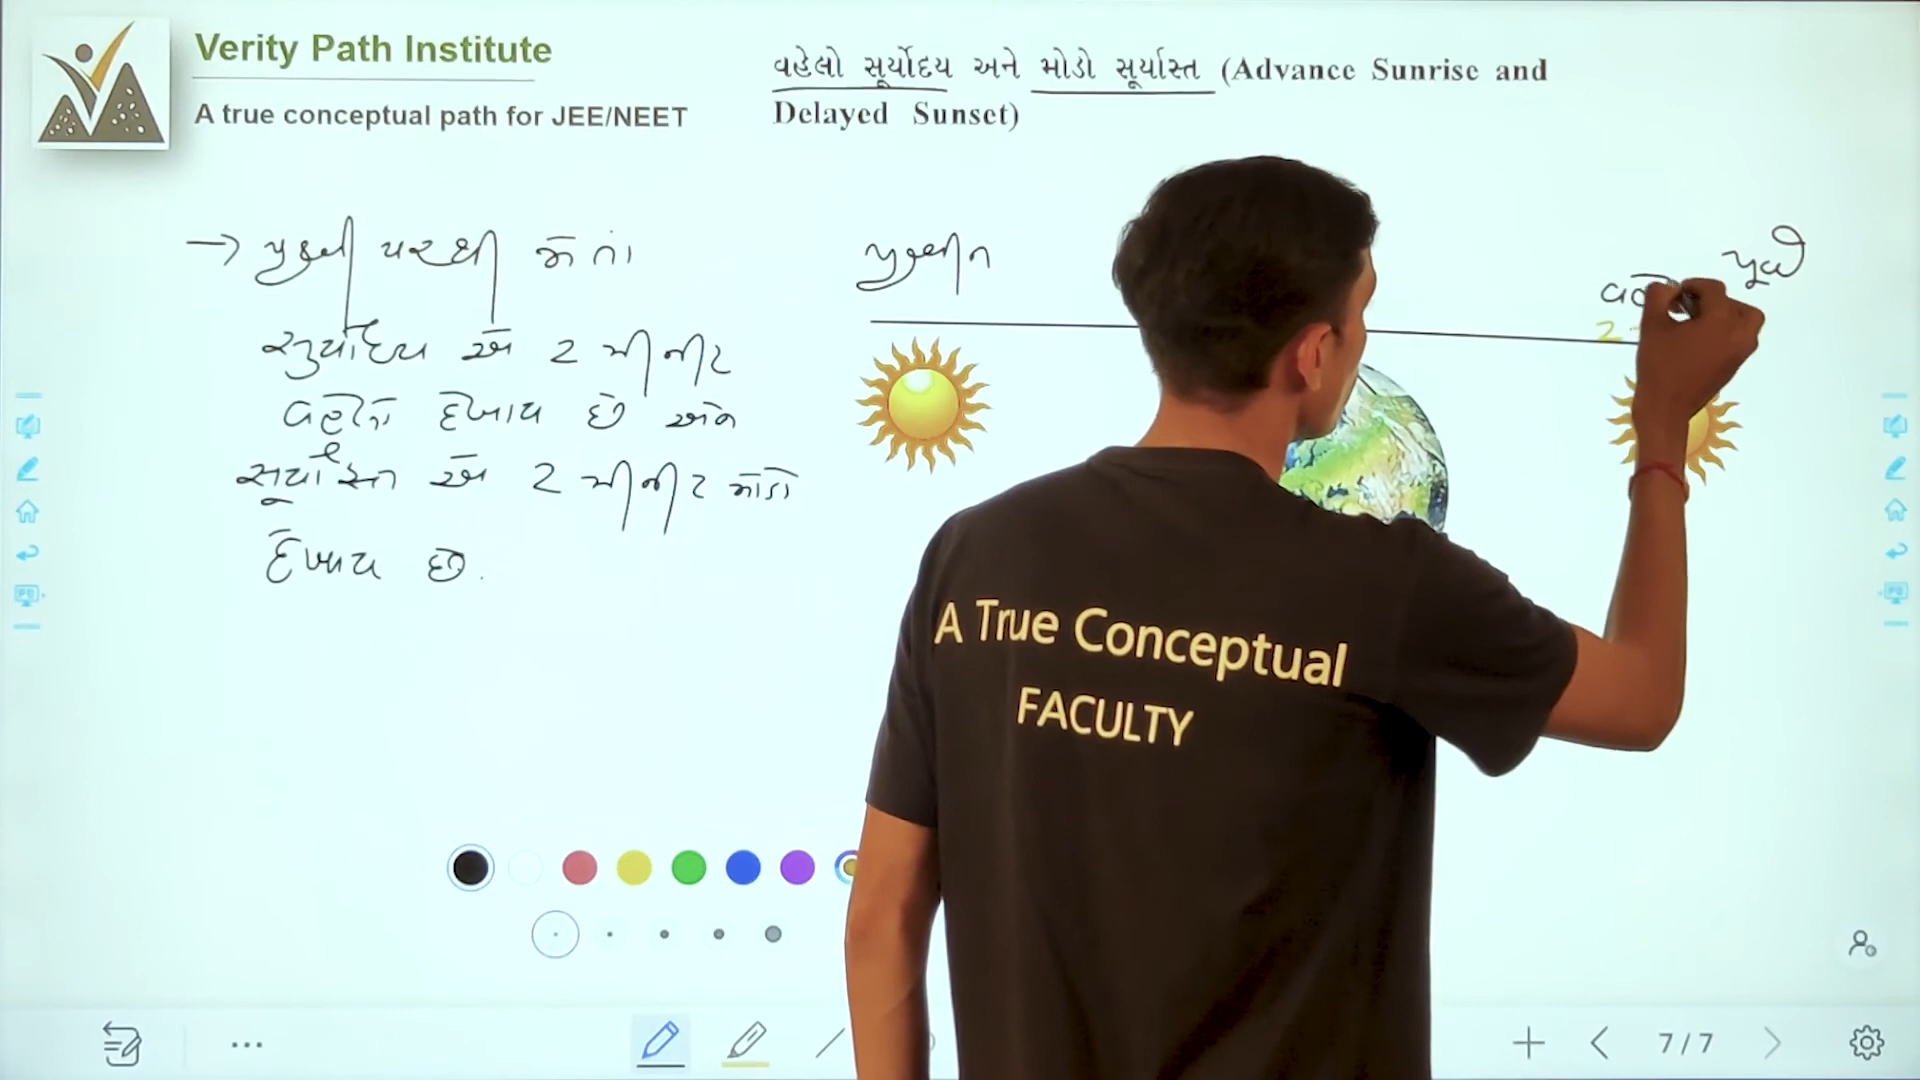 Verity Path Institute
A true conceptual path for JEE/NEET
વહેલો સૂર્યોદય અને મોડો સૂર્યાસ્ત (Advance Sunrise and
Delayed Sunset)
→ પૃથ્વી પરથી જોતા
સુર્યોદય એ 2 મીનીટ
વહેલો દેખાય છે અને
સૂર્યાસ્ત એ 2 મીનીટ મોડો
દેખાય છે.
પૂર્વ
2
A True Conceptual
FACULTY
7/7